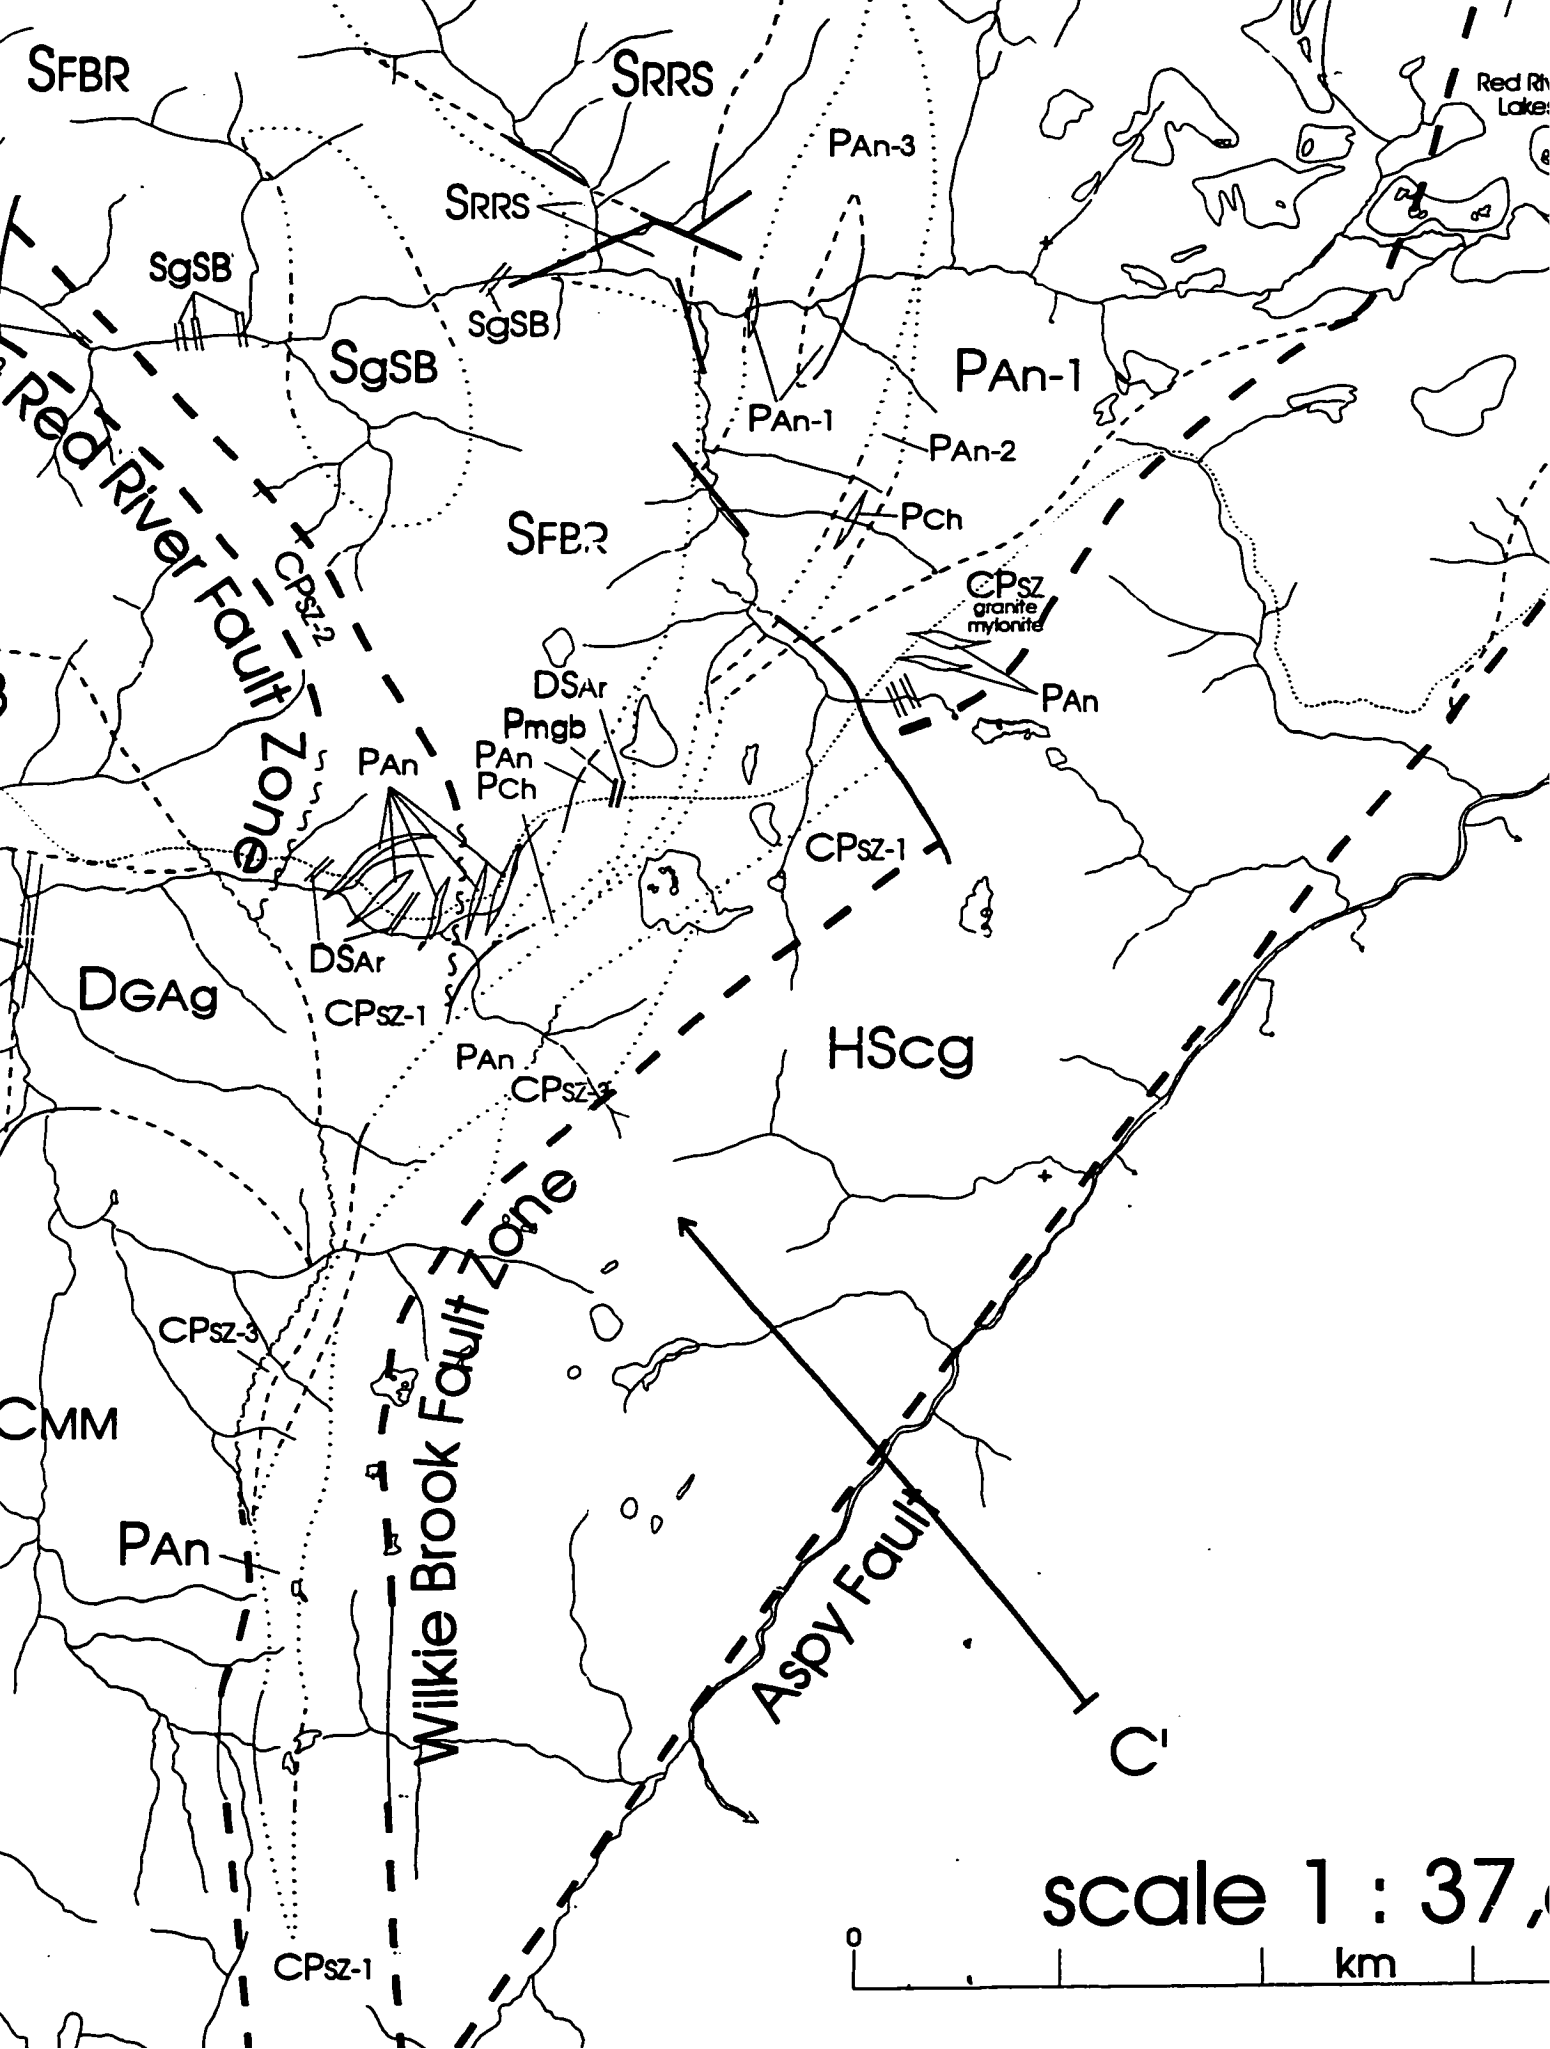 SFBR
SRRS
Red
PAn-3
SRRS
SgSB
SgSB
SgSB
PAn-1
PAn-1
PAn-2
PCh
SFBR
CPSZ
granite
mylonite
Red River Fault Zone
CPSZ-2
DSAr
Pmgb
PAn
PCh
PAn
PAn
CPSZ-1
DSAr
DGAg
CPSZ-1
HScg
PAn
CPSZ-3
Wilkie Brook Fault Zone
CPSZ-3
CMM
PAn
Aspy Fault
C'
scale 1 : 37,
0
km
CPSZ-1